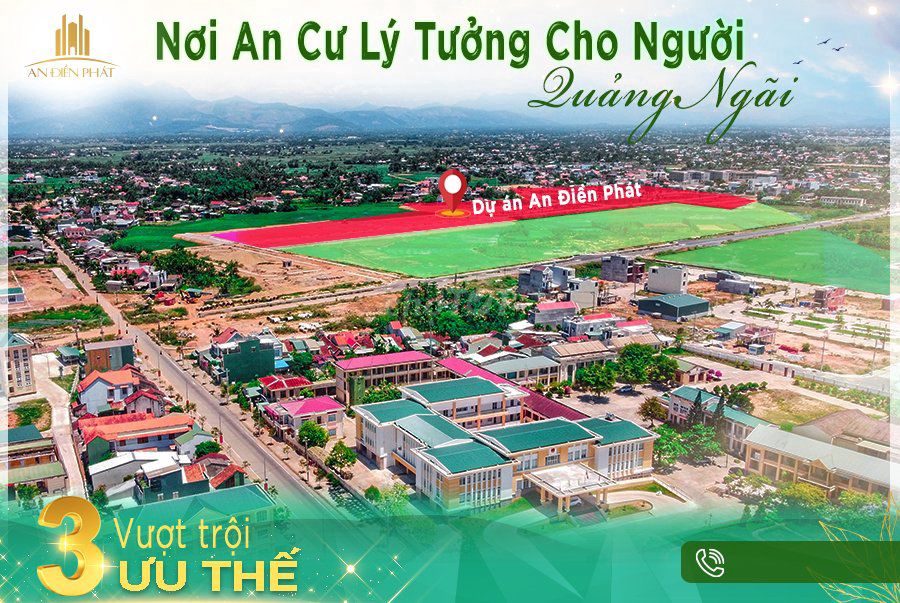 AN ĐIỀN PHÁT
Nơi An Cư Lý Tưởng Cho Người
Quảng Ngãi
Dự án An Điền Phát
3 Vượt trội
ƯU THẾ